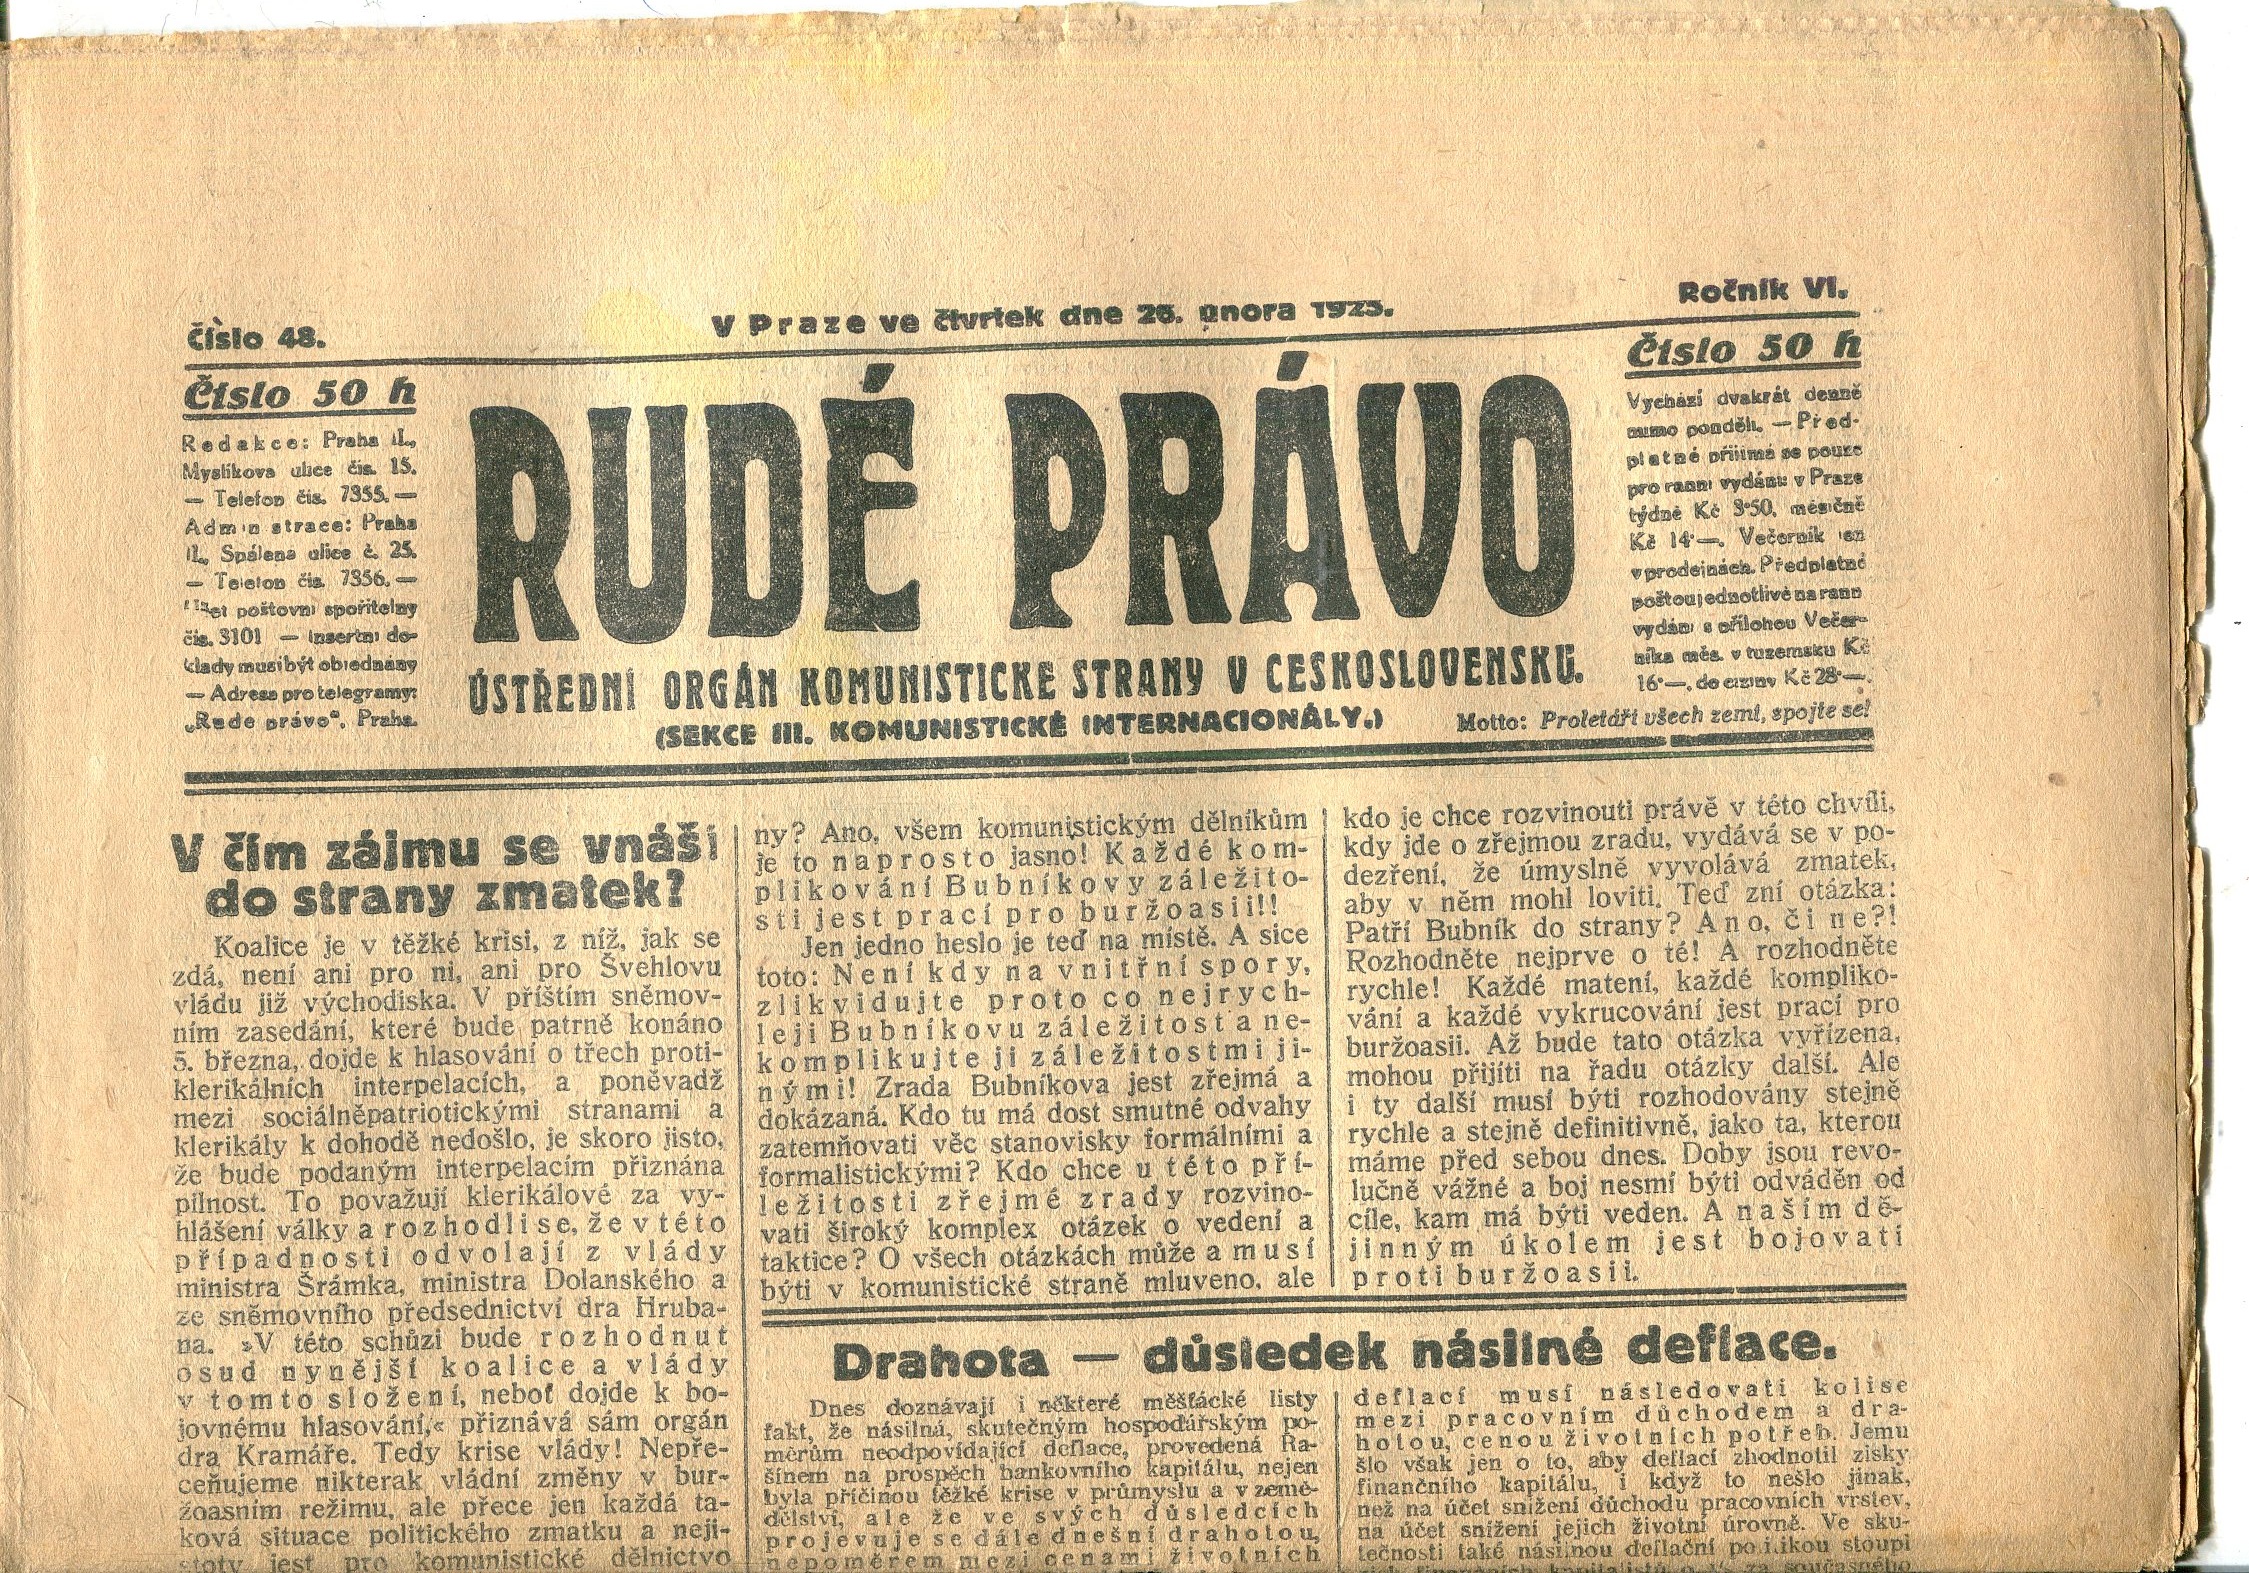 Číslo 48.
V Praze ve čtvrtek dne 26. února 1925.
Ročník VI.
Číslo 50 h
Redakce: Praha II.,
Myslíkova ulice čís. 15.
— Telefon čís. 7355. —
Admin strace: Praha
II., Spálena ulice č. 25.
— Telefon čís. 7356. —
Účet poštovní spořitelny
čís. 3101 — Insertní do-
klady musí být objednány
— Adresa pro telegramy:
„Rude právo“, Praha.
RUDÉ PRÁVO
ÚSTŘEDNÍ ORGÁN KOMUNISTICKE STRANY V CESKOSLOVENSKU.
(SEKCE III. KOMUNISTICKÉ INTERNACIONÁLY.)
Motto: Proletáři všech zemí, spojte se!
Číslo 50 h
Vychází dvakrát denně
mimo pondělí. — Před-
platné přijímá se pouze
pro ranní vydání: v Praze
týdně Kč 3·50, měsíčně
Kč 14·—. Večerník jen
v prodejnách. Předplatné
poštou jednotlivé na ranní
vydání s přílohou Večer-
níka měs. v tuzemsku Kč
16·—, do ciziny Kč 28·—.
V čím zájmu se vnáší
do strany zmatek?
Koalice je v těžké krisi, z níž, jak se
zdá, není ani pro ni, ani pro Švehlovu
vládu již východiska. V příštím sněmov-
ním zasedání, které bude patrně konáno
5. března, dojde k hlasování o třech proti-
klerikálních interpelacích, a poněvadž
mezi sociálněpatriotickými stranami a
klerikály k dohodě nedošlo, je skoro jisto,
že bude podaným interpelacím přiznána
pilnost. To považují klerikálové za vy-
hlášení války a rozhodli se, že v této
případnosti odvolají z vlády
ministra Šrámka, ministra Dolanského a
ze sněmovního předsednictví dra Hruba-
na. »V této schůzi bude rozhodnut
osud nynější koalice a vlády
v tomto složení, neboť dojde k bo-
jovnému hlasování,« přiznává sám orgán
dra Kramáře. Tedy krise vlády! Nepře-
ceňujeme nikterak vládní změny v bur-
žoasním režimu, ale přece jen každá ta-
ková situace politického zmatku a neji-
stoty jest pro komunistické dělnictvo
ny? Ano, všem komunistickým dělníkům
je to naprosto jasno! Každé kom-
plikování Bubníkovy záležito-
sti jest prací pro buržoasii!!
Jen jedno heslo je teď na místě. A sice
toto: Není kdy na vnitřní spory,
zlikvidujte proto co nejrych-
leji Bubníkovu záležitost a ne-
komplikujte ji záležitostmi ji-
nými! Zrada Bubníkova jest zřejmá a
dokázaná. Kdo tu má dost smutné odvahy
zatemňovati věc stanovisky formálními a
formalistickými? Kdo chce u této pří-
ležitosti zřejmé zrady rozvino-
vati široký komplex otázek o vedení a
taktice? O všech otázkách může a musí
býti v komunistické straně mluveno, ale
kdo je chce rozvinouti právě v této chvíli,
kdy jde o zřejmou zradu, vydává se v po-
dezření, že úmyslně vyvolává zmatek,
aby v něm mohl loviti. Teď zní otázka:
Patří Bubník do strany? Ano, či ne?!
Rozhodněte nejprve o té! A rozhodněte
rychle! Každé matení, každé kompliko-
vání a každé vykrucování jest prací pro
buržoasii. Až bude tato otázka vyřízena,
mohou přijíti na řadu otázky další. Ale
i ty další musí býti rozhodovány stejně
rychle a stejně definitivně, jako ta, kterou
máme před sebou dnes. Doby jsou revo-
lučně vážné a boj nesmí býti odváděn od
cíle, kam má býti veden. A naším dě-
jinným úkolem jest bojovati
proti buržoasii.
Drahota — důsledek násilné deflace.
Dnes doznávají i některé měšťácké listy
fakt, že násilná, skutečným hospodářským po-
měrům neodpovídající deflace, provedená Ra-
šínem na prospěch bankovního kapitálu, nejen
byla příčinou těžké krise v průmyslu a v země-
dělství, ale že ve svých důsledcích
projevuje se dále dnešní drahotou,
nepoměrem mezi cenami životních
deflací musí následovati kolise
mezi pracovním důchodem a dra-
hotou, cenou životních potřeb. Jemu
šlo však jen o to, aby deflací zhodnotil zisky
finančního kapitálu, i když to nešlo jinak,
než na účet snížení důchodu pracovních vrstev,
na účet snížení jejich životní úrovně. Ve sku-
tečnosti také násilnou deflační politikou stoupl
finančních kapitálů o % za současného